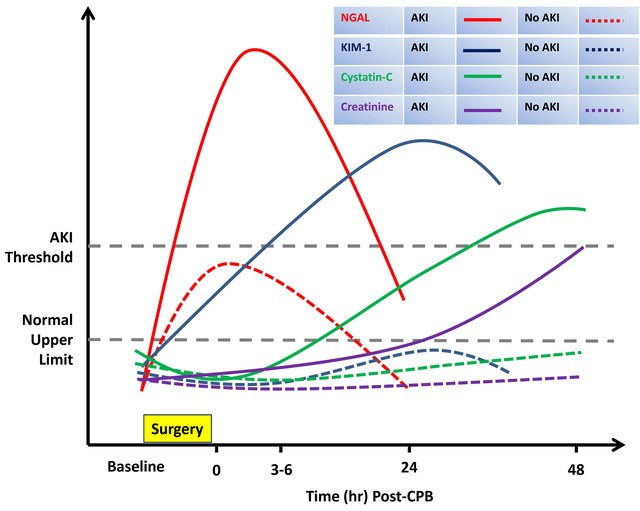 NGAL AKI No AKI
KIM-1 AKI No AKI
Cystatin-C AKI No AKI
Creatinine AKI No AKI
AKI
Threshold
Normal
Upper
Limit
Surgery
Baseline 0 3-6 24 48
Time (hr) Post-CPB